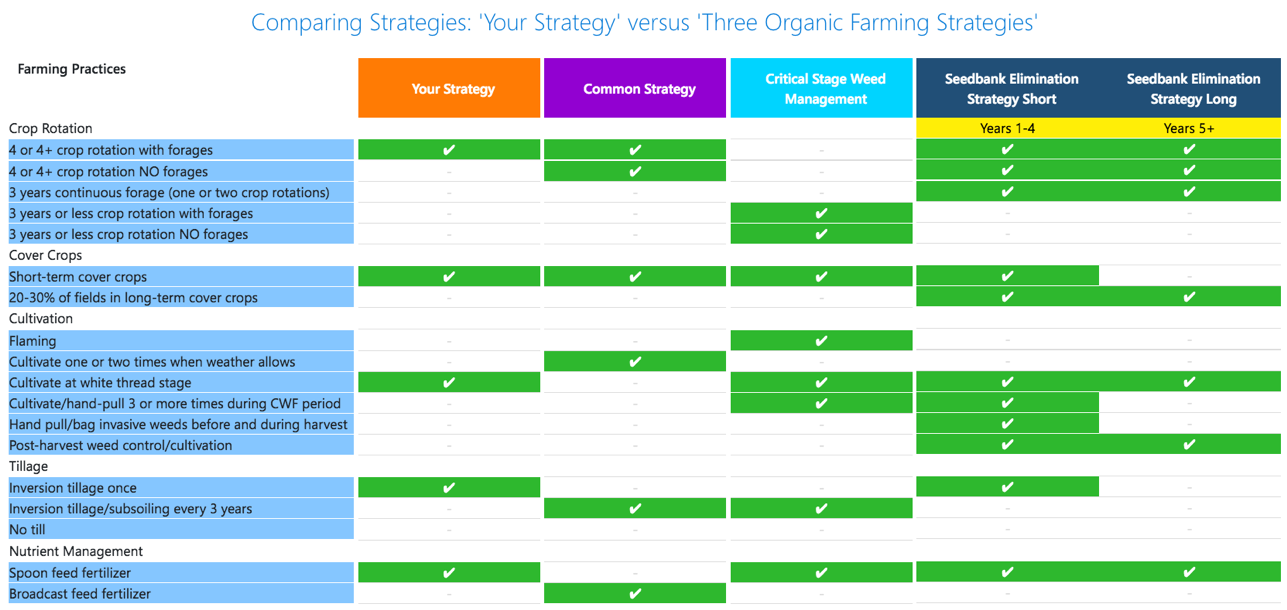 Comparing Strategies: 'Your Strategy' versus 'Three Organic Farming Strategies'
Farming Practices
Your Strategy
Common Strategy
Critical Stage Weed
Management
Seedbank Elimination
Strategy Short
Seedbank Elimination
Strategy Long
Crop Rotation Years 1-4 Years 5+
4 or 4+ crop rotation with forages ✔ ✔ - ✔ ✔
4 or 4+ crop rotation NO forages - ✔ - ✔ ✔
3 years continuous forage (one or two crop rotations) - - - ✔ ✔
3 years or less crop rotation with forages - - ✔ - -
3 years or less crop rotation NO forages - - ✔ - -
Cover Crops
Short-term cover crops ✔ ✔ ✔ ✔ -
20-30% of fields in long-term cover crops - - - ✔ ✔
Cultivation
Flaming - - ✔ - -
Cultivate one or two times when weather allows - ✔ - - -
Cultivate at white thread stage ✔ - ✔ ✔ ✔
Cultivate/hand-pull 3 or more times during CWF period - - ✔ ✔ -
Hand pull/bag invasive weeds before and during harvest - - - ✔ -
Post-harvest weed control/cultivation - - - ✔ ✔
Tillage
Inversion tillage once ✔ - - ✔ -
Inversion tillage/subsoiling every 3 years - ✔ ✔ - -
No till - - - - -
Nutrient Management
Spoon feed fertilizer ✔ - ✔ ✔ ✔
Broadcast feed fertilizer - ✔ - - -